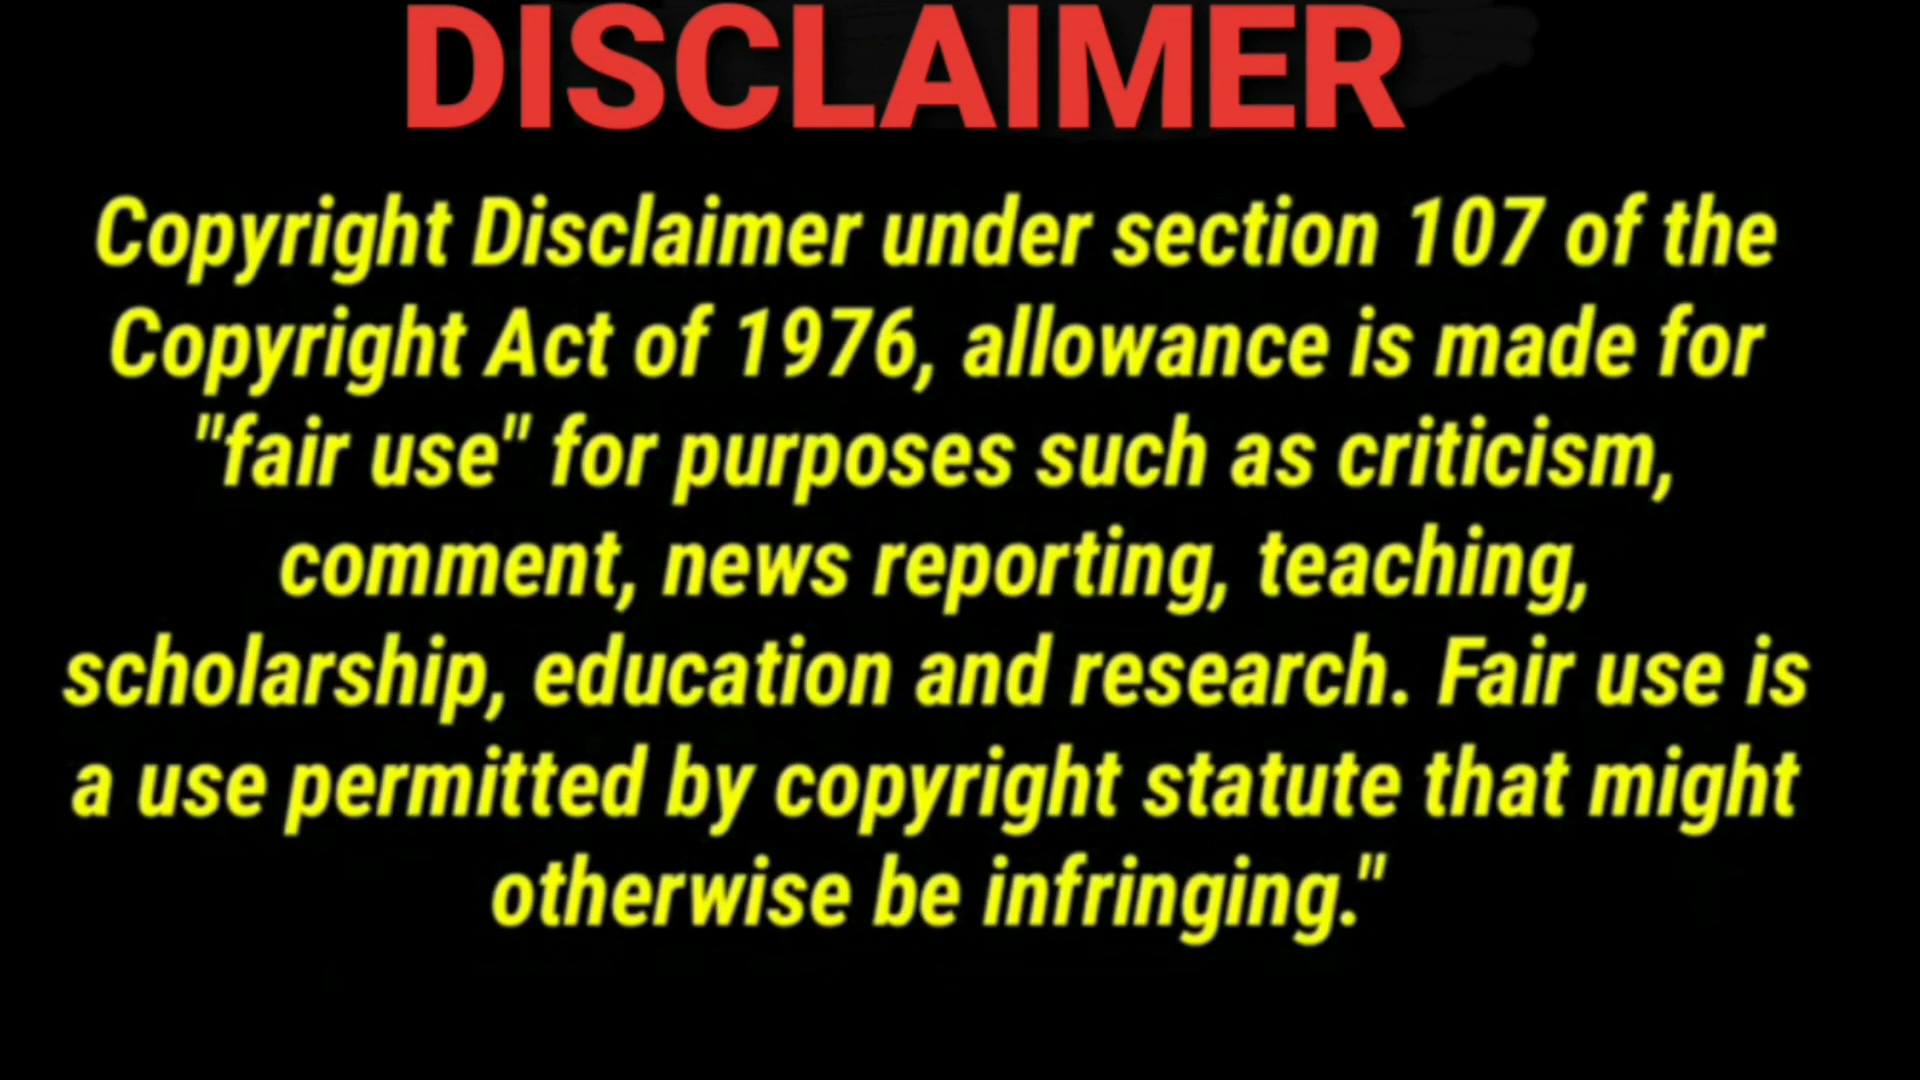 DISCLAIMER
Copyright Disclaimer under section 107 of the
Copyright Act of 1976, allowance is made for
"fair use" for purposes such as criticism,
comment, news reporting, teaching,
scholarship, education and research. Fair use is
a use permitted by copyright statute that might
otherwise be infringing."